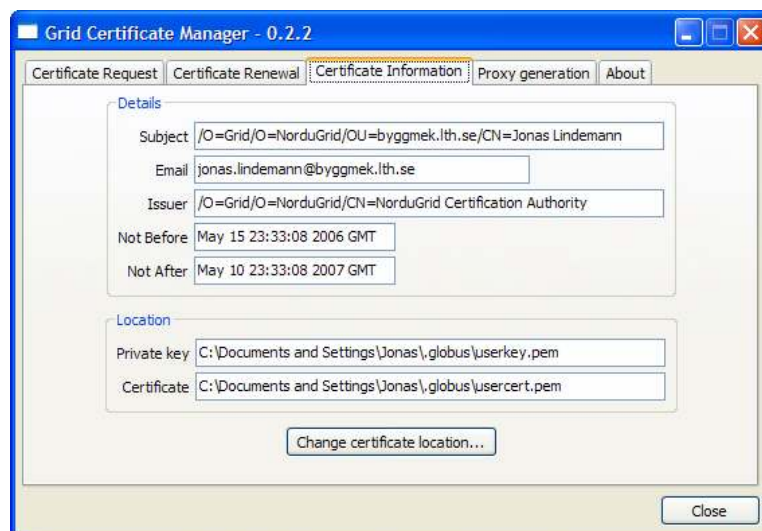 Grid Certificate Manager - 0.2.2
Certificate Request Certificate Renewal Certificate Information Proxy generation About
Details
Subject /O=Grid/O=NorduGrid/OU=byggmek.lth.se/CN=Jonas Lindemann
Email jonas.lindemann@byggmek.lth.se
Issuer /O=Grid/O=NorduGrid/CN=NorduGrid Certification Authority
Not Before May 15 23:33:08 2006 GMT
Not After May 10 23:33:08 2007 GMT
Location
Private key C:\Documents and Settings\Jonas\.globus\userkey.pem
Certificate C:\Documents and Settings\Jonas\.globus\usercert.pem
Change certificate location...
Close